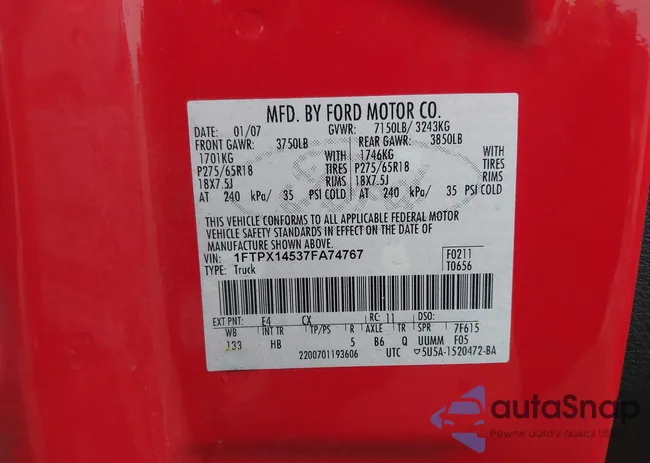 MFD. BY FORD MOTOR CO.
DATE: 01/07 GVWR: 7150LB/ 3243KG
FRONT GAWR: 3750LB REAR GAWR: 3850LB
1701KG WITH 1746KG WITH
P275/65R18 TIRES P275/65R18 TIRES
18X7.5J RIMS 18X7.5J RIMS
AT 240 kPa/ 35 PSI COLD AT 240 kPa/ 35 PSI COLD
THIS VEHICLE CONFORMS TO ALL APPLICABLE FEDERAL MOTOR
VEHICLE SAFETY STANDARDS IN EFFECT ON THE DATE OF
MANUFACTURE SHOWN ABOVE.
VIN: 1FTPX14537FA74767 F0211
TYPE: Truck T0656
EXT PNT: E4 CX RC: 11 DSO:
WB INT TR TP/PS R AXLE TR SPR 7F615
133 HB 5 B6 Q UUMM F05
2200701193606 UTC ▽5U5A-1520472-BA
autoSnap
Pewne auta z aukcji USA